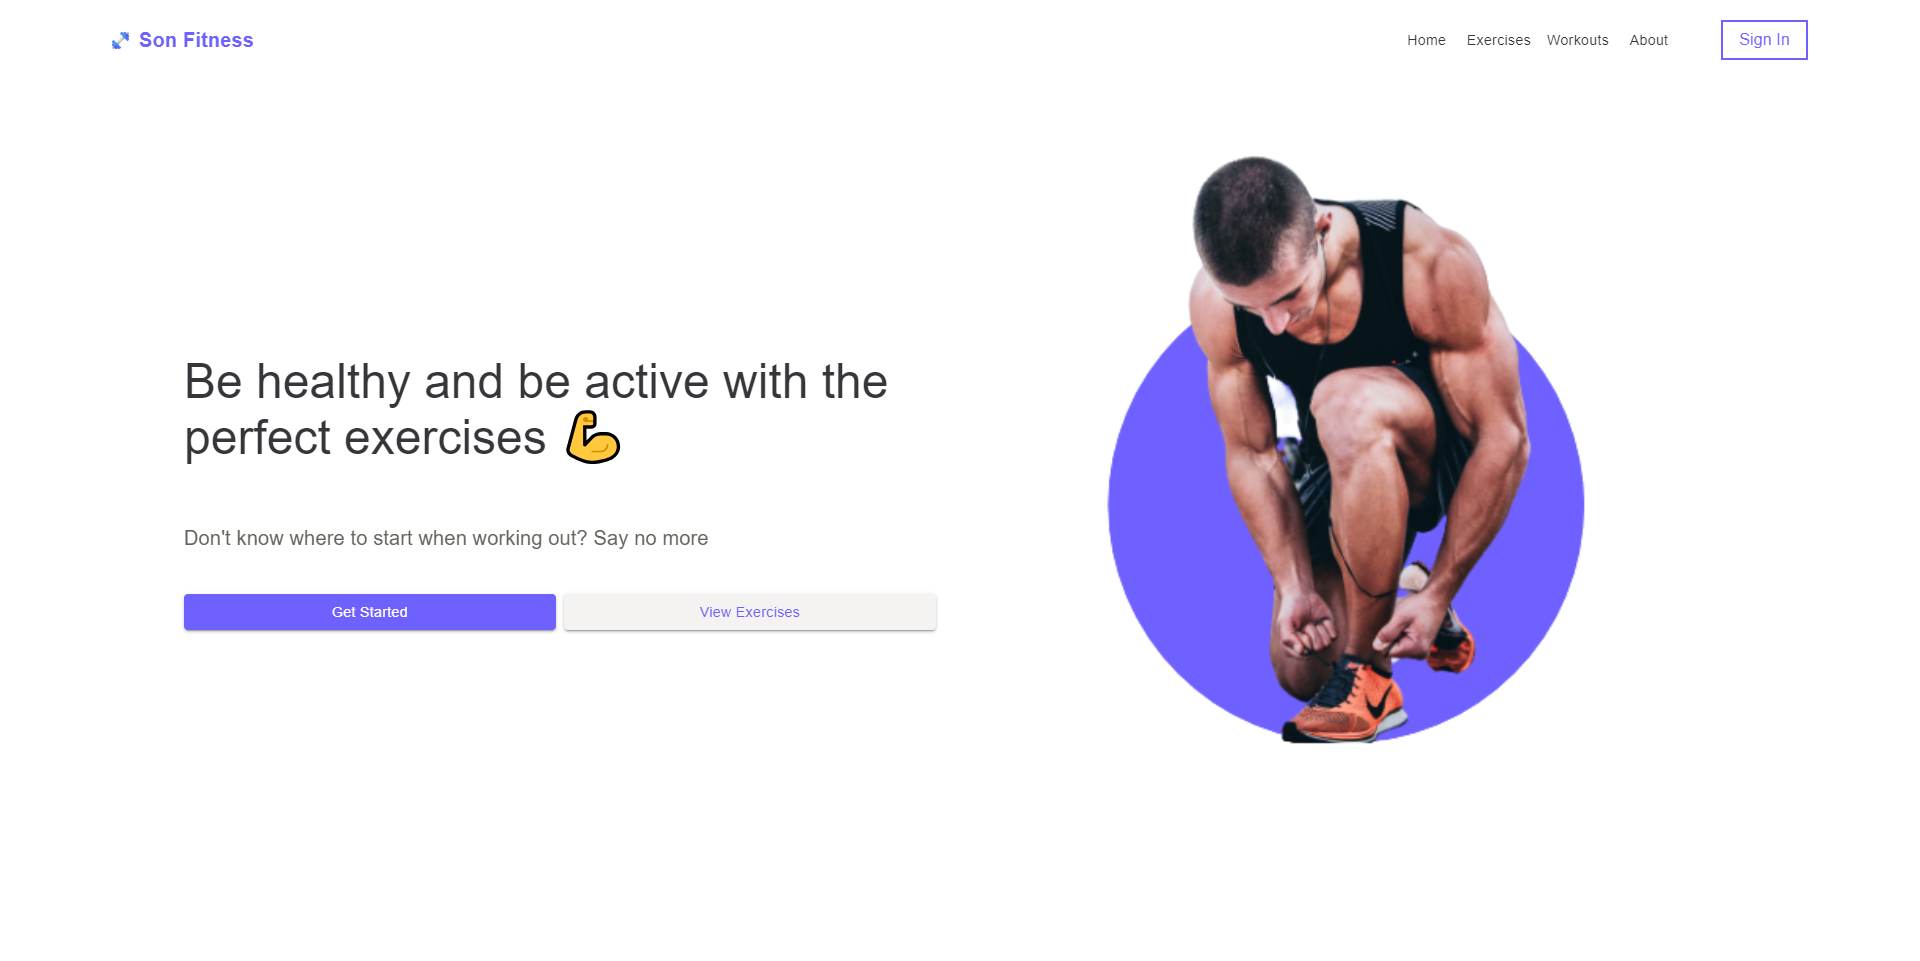 Son Fitness
Home Exercises Workouts About Sign In
Be healthy and be active with the
perfect exercises 💪
Don't know where to start when working out? Say no more
Get Started View Exercises